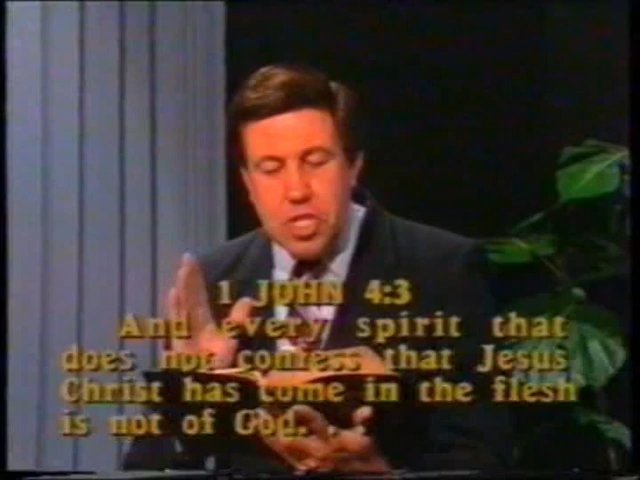 1 JOHN 4:3
And every spirit that
does not confess that Jesus
Christ has come in the flesh
is not of God. . .